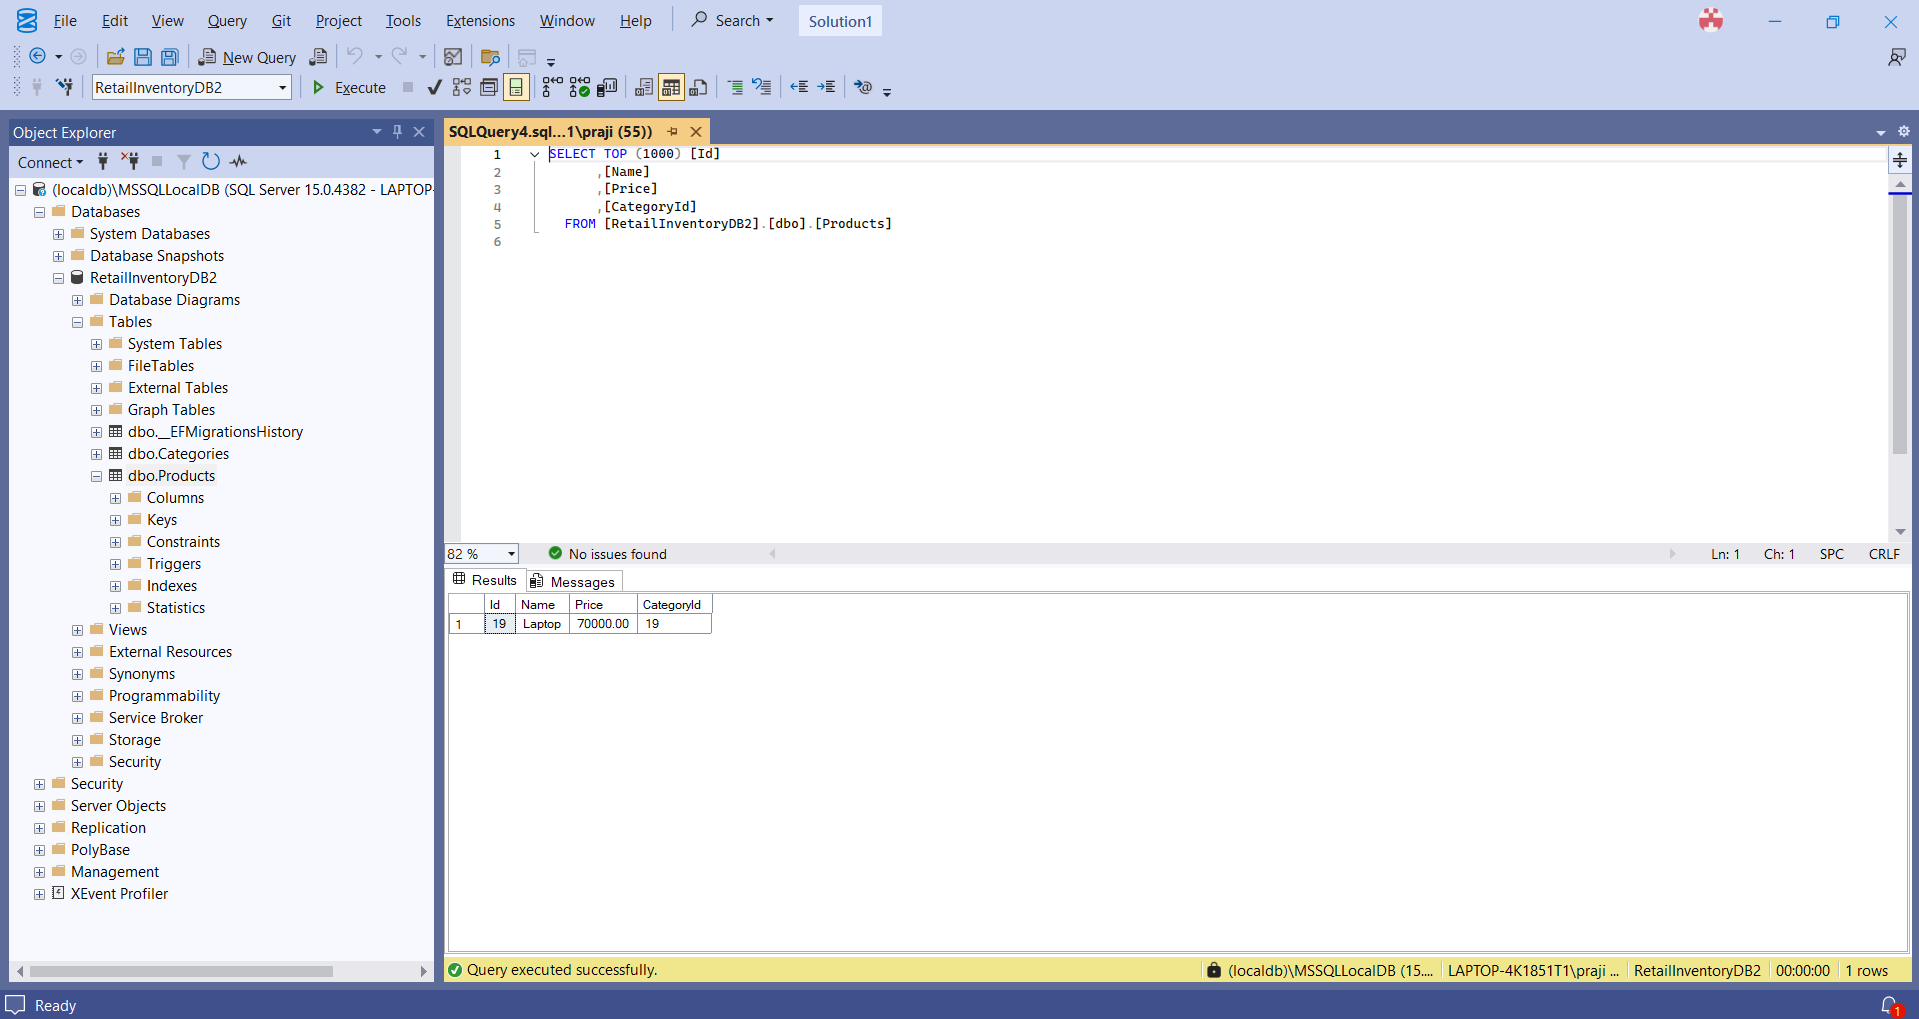 File Edit View Query Git Project Tools Extensions Window Help Search Solution1
New Query
RetailInventoryDB2 Execute
Object Explorer
Connect
(localdb)\MSSQLLocalDB (SQL Server 15.0.4382 - LAPTOP-
Databases
System Databases
Database Snapshots
RetailInventoryDB2
Database Diagrams
Tables
System Tables
FileTables
External Tables
Graph Tables
dbo.__EFMigrationsHistory
dbo.Categories
dbo.Products
Columns
Keys
Constraints
Triggers
Indexes
Statistics
Views
External Resources
Synonyms
Programmability
Service Broker
Storage
Security
Security
Server Objects
Replication
PolyBase
Management
XEvent Profiler
SQLQuery4.sql...1\praji (55))
1 SELECT TOP (1000) [Id]
2 ,[Name]
3 ,[Price]
4 ,[CategoryId]
5 FROM [RetailInventoryDB2].[dbo].[Products]
6
82 % No issues found Ln: 1 Ch: 1 SPC CRLF
Results Messages
Id Name Price CategoryId
1 19 Laptop 70000.00 19
Query executed successfully. (localdb)\MSSQLLocalDB (15.... LAPTOP-4K1851T1\praji ... RetailInventoryDB2 00:00:00 1 rows
Ready 1